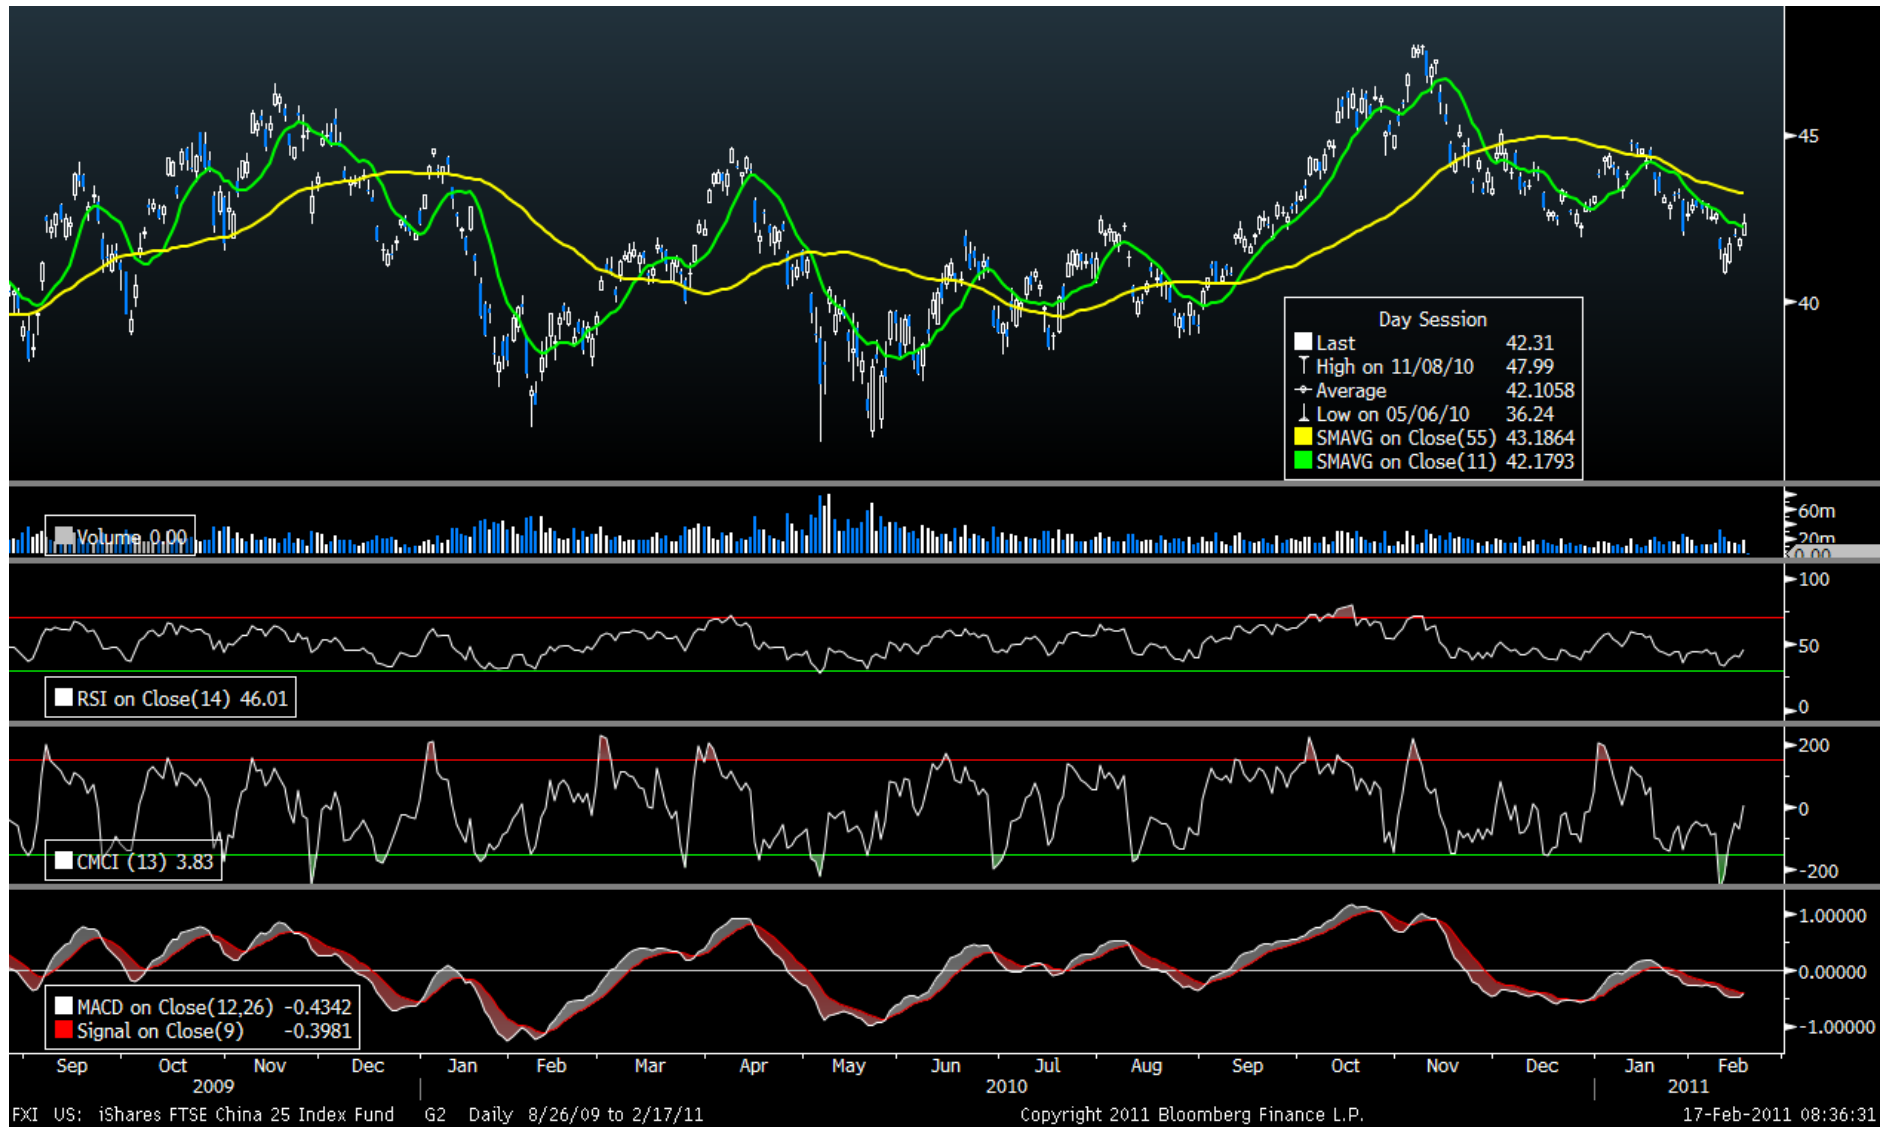 45
40
Day Session
Last 42.31
High on 11/08/10 47.99
Average 42.1058
Low on 05/06/10 36.24
SMAVG on Close(55) 43.1864
SMAVG on Close(11) 42.1793
60m
20m
0.00
Volume 0.00
100
50
0
RSI on Close(14) 46.01
200
0
-200
CMCI (13) 3.83
1.00000
0.00000
-1.00000
MACD on Close(12,26) -0.4342
Signal on Close(9) -0.3981
Sep Oct Nov Dec Jan Feb Mar Apr May Jun Jul Aug Sep Oct Nov Dec Jan Feb
2009 2010 2011
FXI US: iShares FTSE China 25 Index Fund G2 Daily 8/26/09 to 2/17/11 Copyright 2011 Bloomberg Finance L.P. 17-Feb-2011 08:36:31